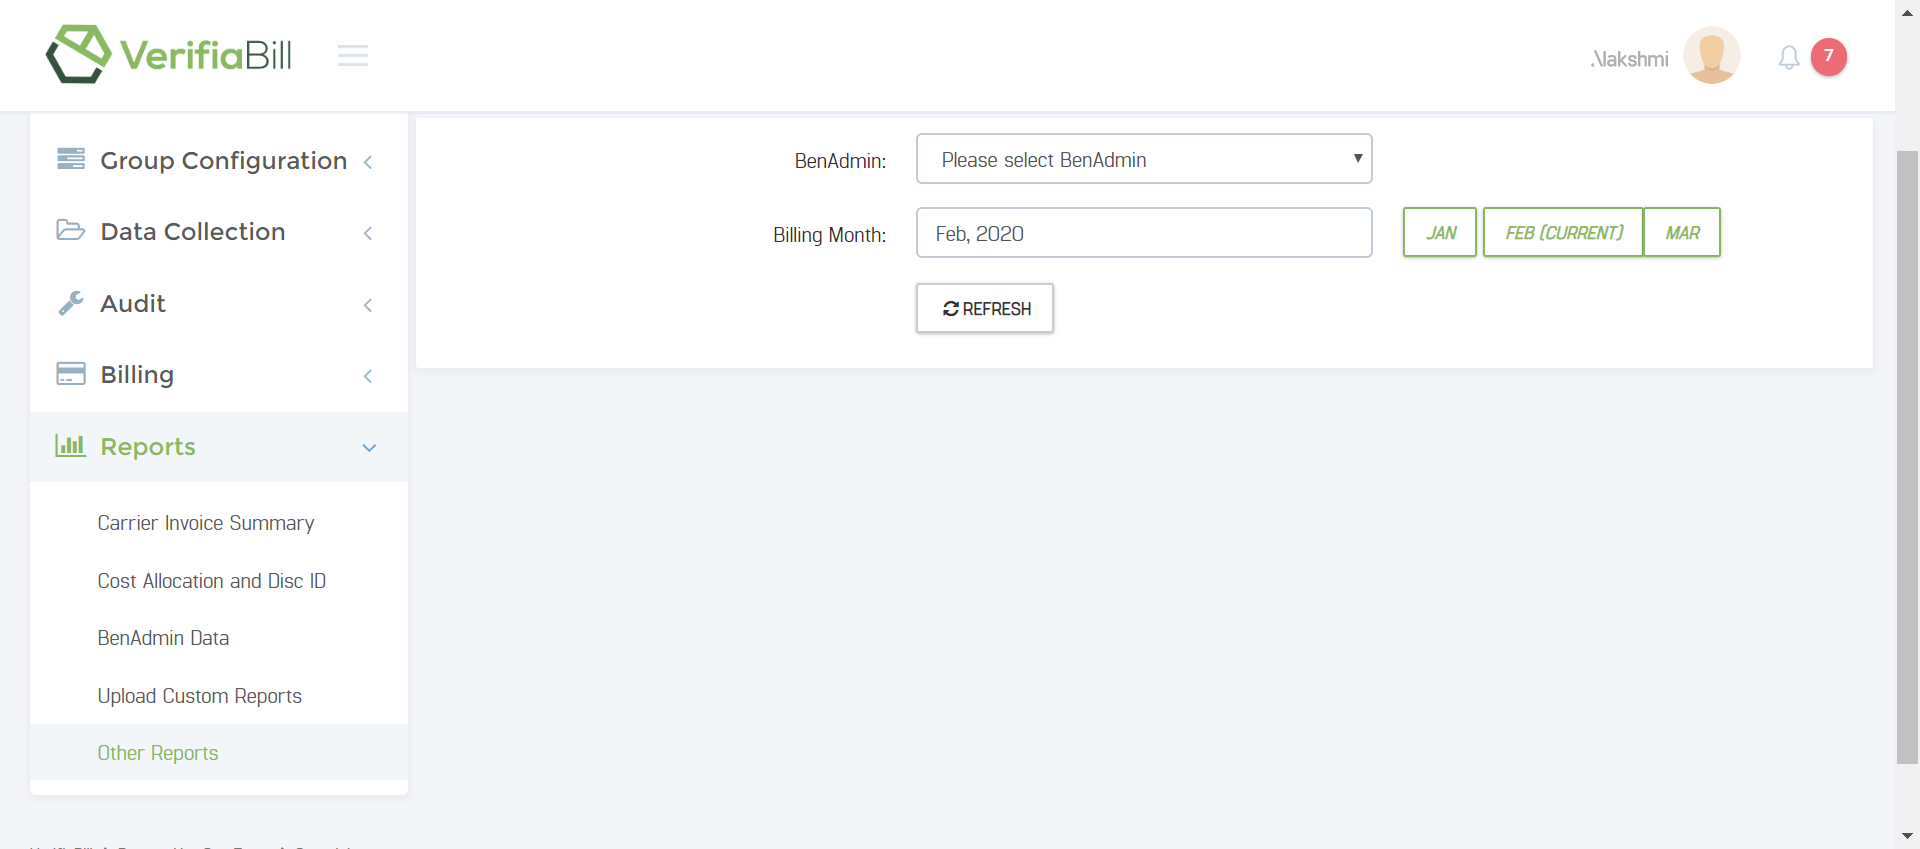 VerifiaBill
.\lakshmi
7
Group Configuration
Data Collection
Audit
Billing
Reports
Carrier Invoice Summary
Cost Allocation and Disc ID
BenAdmin Data
Upload Custom Reports
Other Reports
BenAdmin:
Please select BenAdmin
Billing Month:
Feb, 2020
JAN
FEB (CURRENT)
MAR
REFRESH